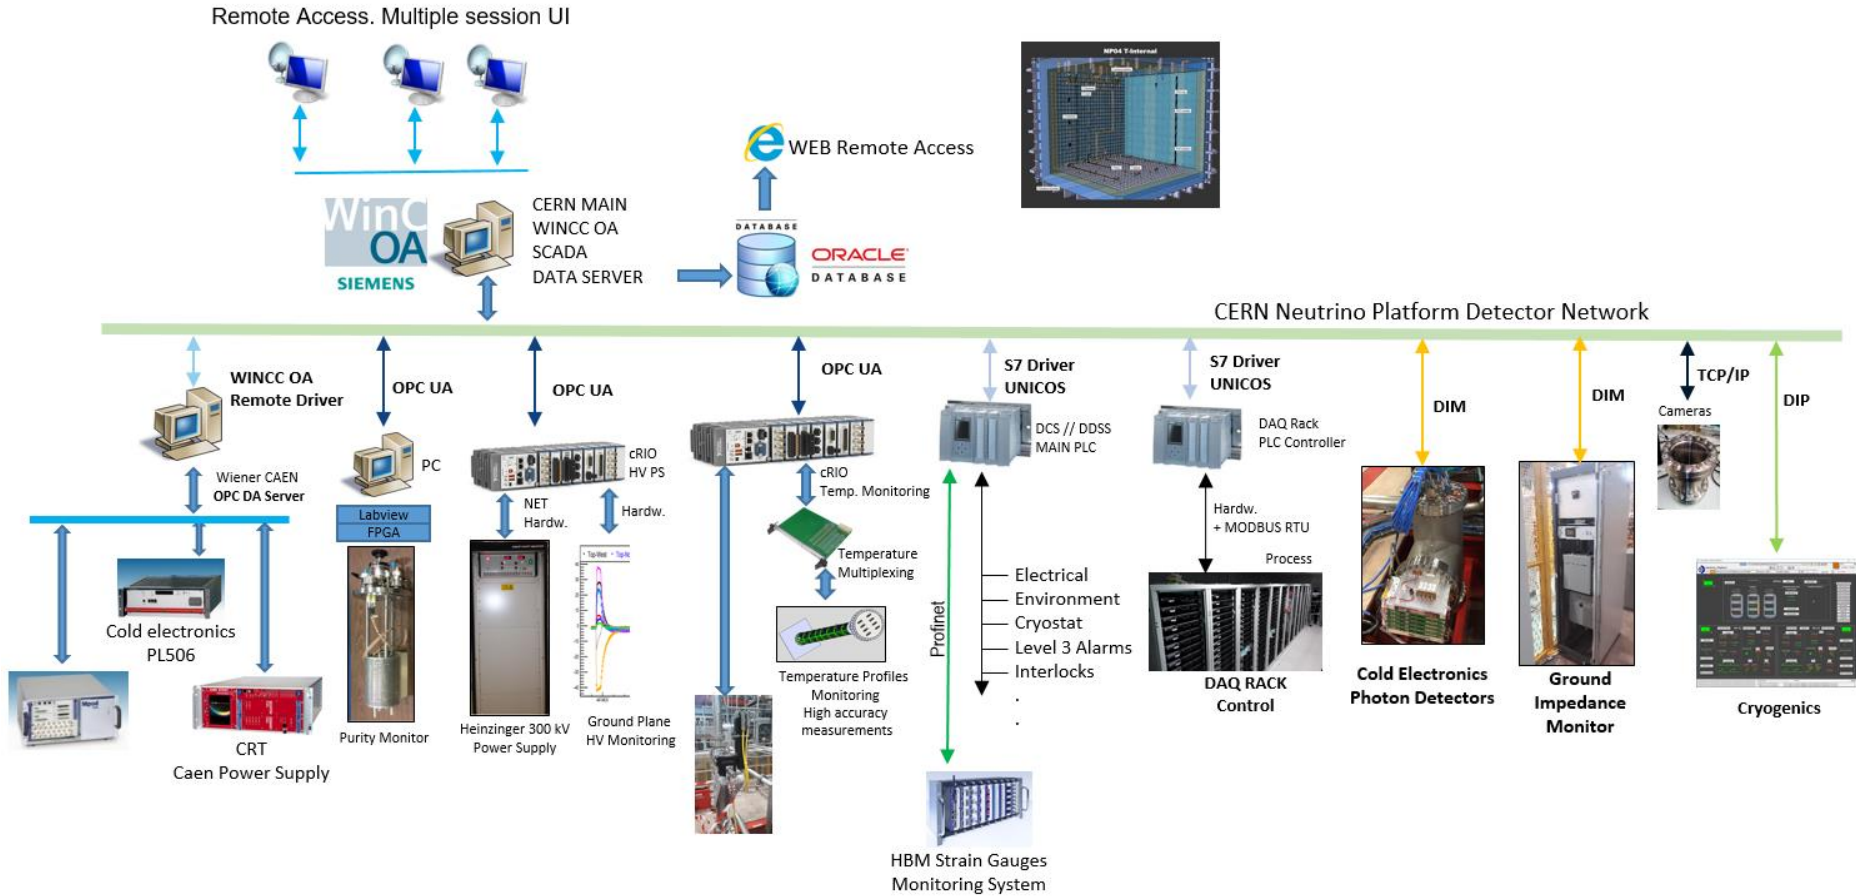 Remote Access. Multiple session UI
NP04 T-Internal
WEB Remote Access
WinC
OA
SIEMENS
CERN MAIN
WINCC OA
SCADA
DATA SERVER
DATABASE
ORACLE
DATABASE
CERN Neutrino Platform Detector Network
WINCC OA
Remote Driver
OPC UA
OPC UA
OPC UA
S7 Driver
UNICOS
S7 Driver
UNICOS
DIM
DIM
TCP/IP
DIP
Cameras
Wiener CAEN
OPC DA Server
PC
Labview
FPGA
cRIO
HV PS
NET
Hardw.
Hardw.
cRIO
Temp. Monitoring
Temperature
Multiplexing
DCS // DDSS
MAIN PLC
DAQ Rack
PLC Controller
Hardw.
+ MODBUS RTU
Process
Profinet
Electrical
Environment
Cryostat
Level 3 Alarms
Interlocks
.
.
Cold electronics
PL506
CRT
Caen Power Supply
Purity Monitor
Heinzinger 300 kV
Power Supply
Ground Plane
HV Monitoring
Temperature Profiles
Monitoring
High accuracy
measurements
HBM Strain Gauges
Monitoring System
DAQ RACK
Control
Cold Electronics
Photon Detectors
Ground
Impedance
Monitor
Cryogenics